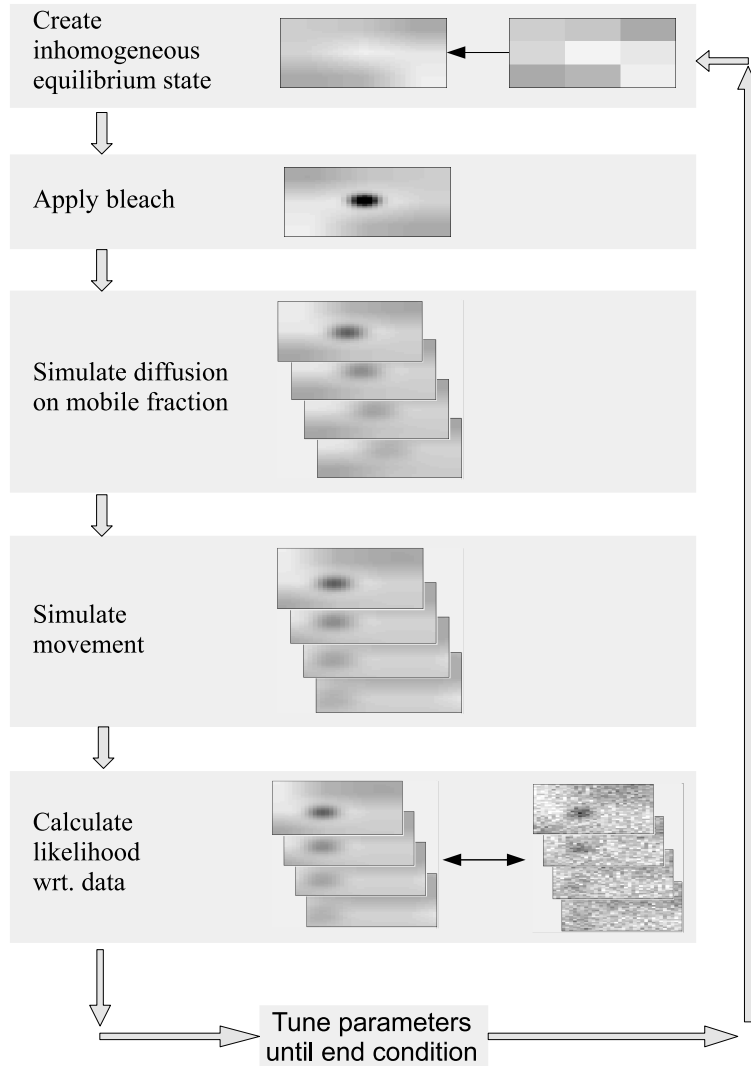 Create
inhomogeneous
equilibrium state
Apply bleach
Simulate diffusion
on mobile fraction
Simulate
movement
Calculate
likelihood
wrt. data
Tune parameters
until end condition